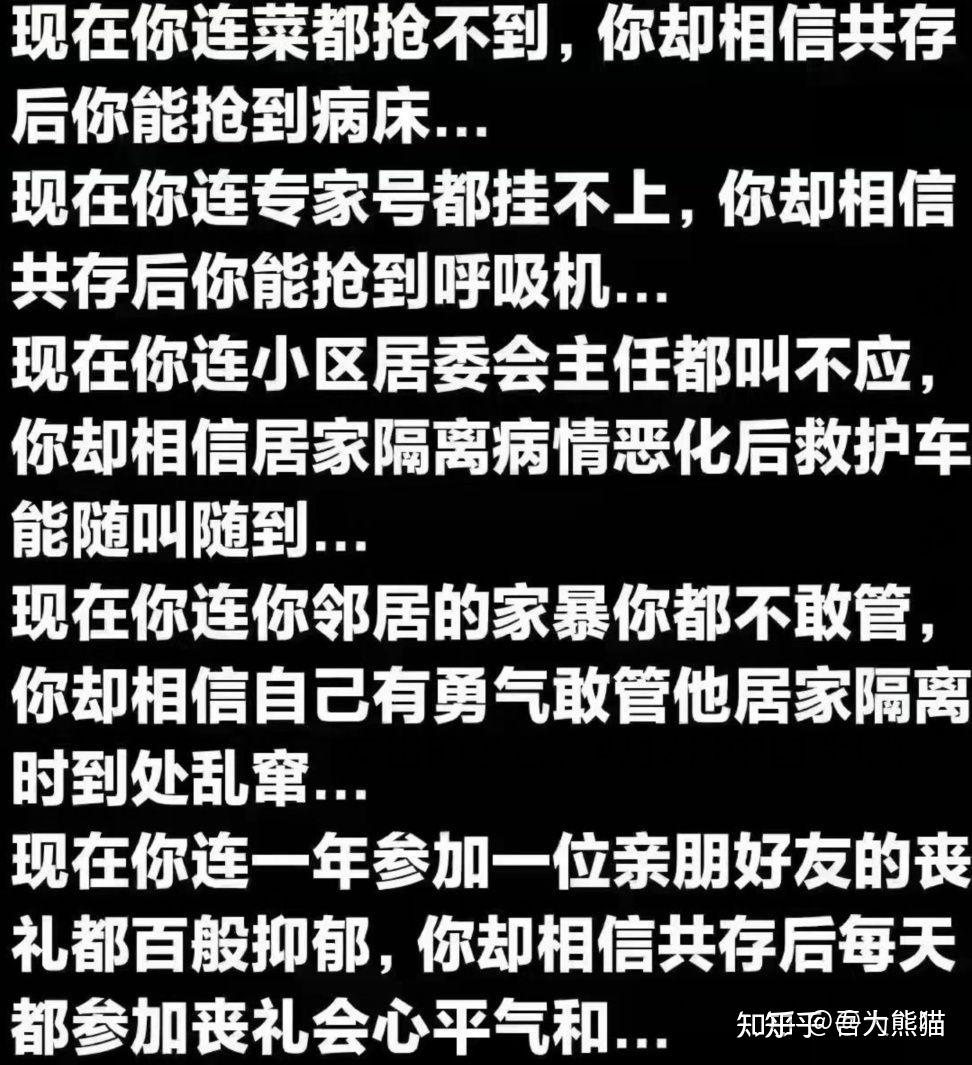 现在你连菜都抢不到，你却相信共存
后你能抢到病床...
现在你连专家号都挂不上，你却相信
共存后你能抢到呼吸机...
现在你连小区居委会主任都叫不应，
你却相信居家隔离病情恶化后救护车
能随叫随到...
现在你连你邻居的家暴你都不敢管，
你却相信自己有勇气敢管他居家隔离
时到处乱窜...
现在你连一年参加一位亲朋好友的丧
礼都百般抑郁，你却相信共存后每天
都参加丧礼会心平气和...
知乎 @吾为熊猫